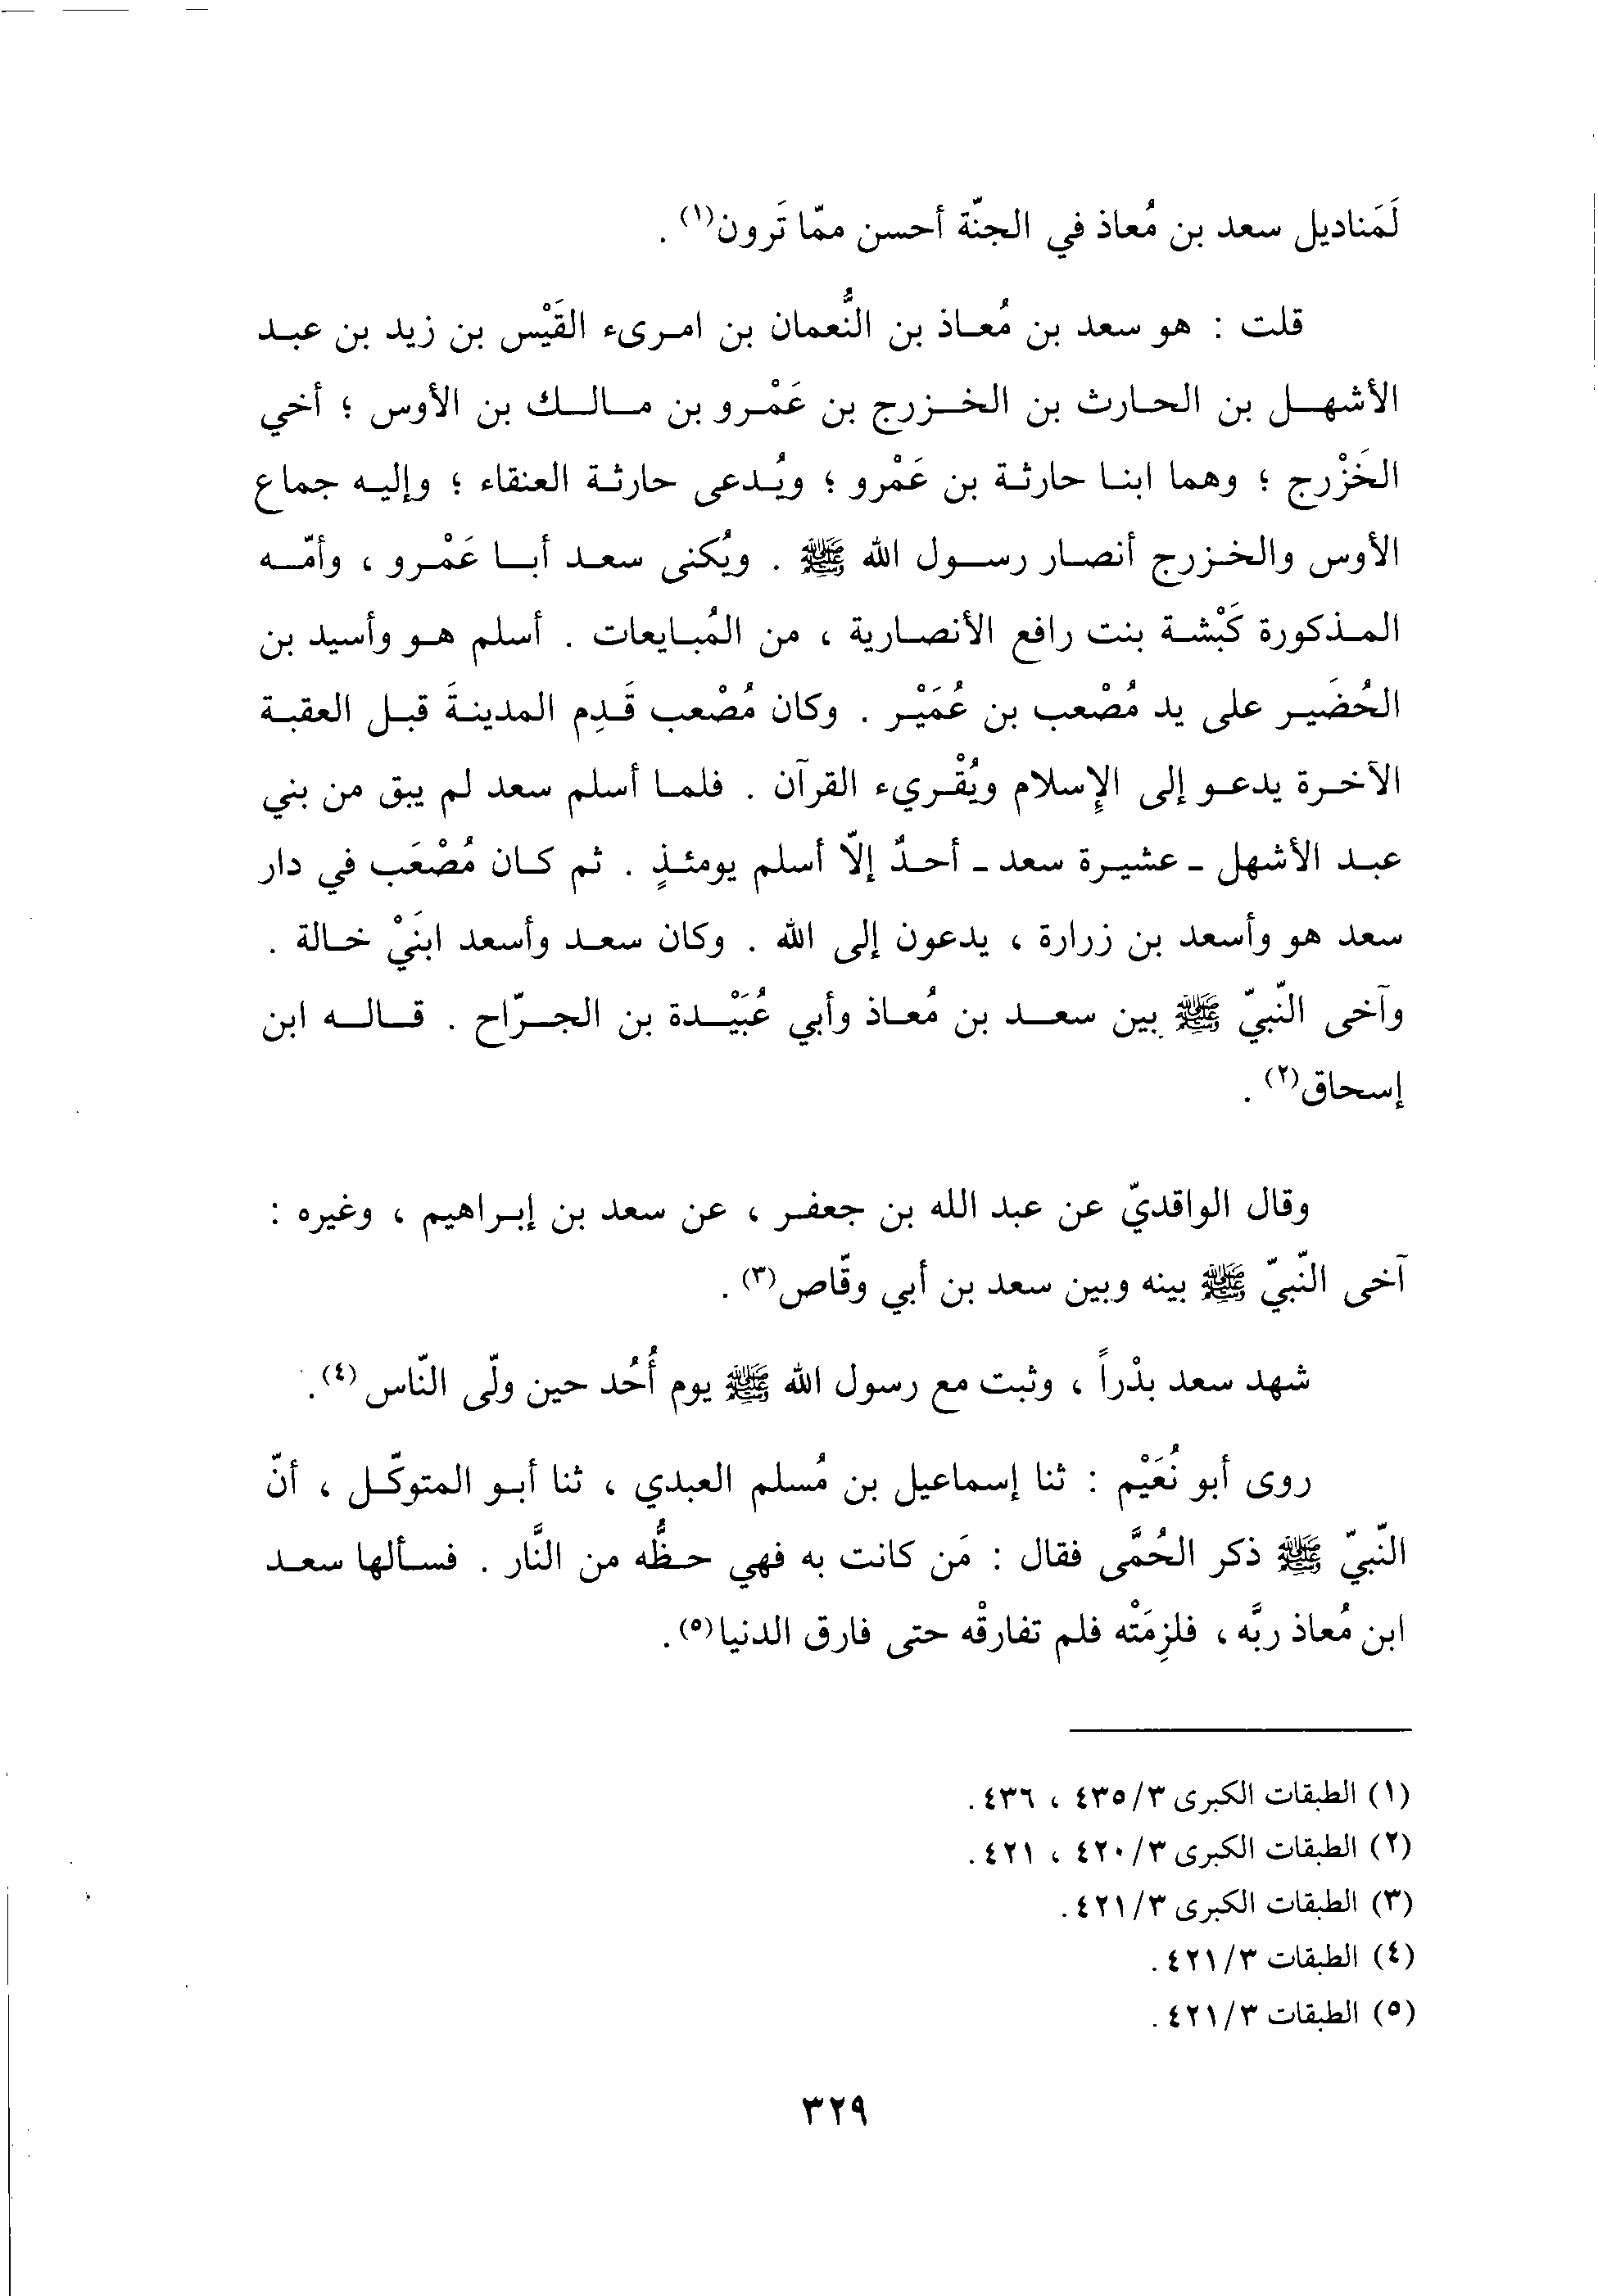 لَمَناديل سعد بن مُعاذ في الجنّة أحسن ممّا تَرون(١) .
قلت : هو سعد بن مُعاذ بن النُّعمان بن امرىء القَيْس بن زيد بن عبد
الأشهل بن الحارث بن الخزرج بن عَمْرو بن مالك بن الأوس ؛ أخي
الخَزْرج ؛ وهما ابنا حارثة بن عَمْرو ؛ ويُدعى حارثة العنقاء ؛ وإليه جماع
الأوس والخزرج أنصار رسول الله ﷺ . ويُكنى سعد أبا عَمْرو ، وأمّه
المذكورة كَبْشة بنت رافع الأنصارية ، من المُبايعات . أسلم هو وأسيد بن
الحُضَير على يد مُصْعب بن عُمَيْر . وكان مُصْعب قَدِم المدينةَ قبل العقبة
الآخرة يدعو إلى الإسلام ويُقْريء القرآن . فلما أسلم سعد لم يبق من بني
عبد الأشهل - عشيرة سعد - أحدٌ إلاّ أسلم يومئذٍ . ثم كان مُصْعَب في دار
سعد هو وأسعد بن زرارة ، يدعون إلى الله . وكان سعد وأسعد ابنَيْ خالة .
وآخى النّبيّ ﷺ بين سعد بن مُعاذ وأبي عُبَيْدة بن الجرّاح . قاله ابن
إسحاق(٢) .
وقال الواقديّ عن عبد الله بن جعفر ، عن سعد بن إبراهيم ، وغيره :
آخى النّبيّ ﷺ بينه وبين سعد بن أبي وقّاص(٣) .
شهد سعد بدْراً ، وثبت مع رسول الله ﷺ يوم أُحُد حين ولّى النّاس (٤).
روى أبو نُعَيْم : ثنا إسماعيل بن مُسلم العبدي ، ثنا أبو المتوكّل ، أنّ
النّبيّ ﷺ ذكر الحُمَّى فقال : مَن كانت به فهي حظُّه من النَّار . فسألها سعد
ابن مُعاذ ربَّه ، فلزِمَتْه فلم تفارقْه حتى فارق الدنيا(٥).
(١) الطبقات الكبرى ٤٣٥/٣ ، ٤٣٦ .
(٢) الطبقات الكبرى ٤٢٠/٣ ، ٤٢١ .
(٣) الطبقات الكبرى ٤٢١/٣ .
(٤) الطبقات ٤٢١/٣ .
(٥) الطبقات ٤٢١/٣ .
٣٢٩